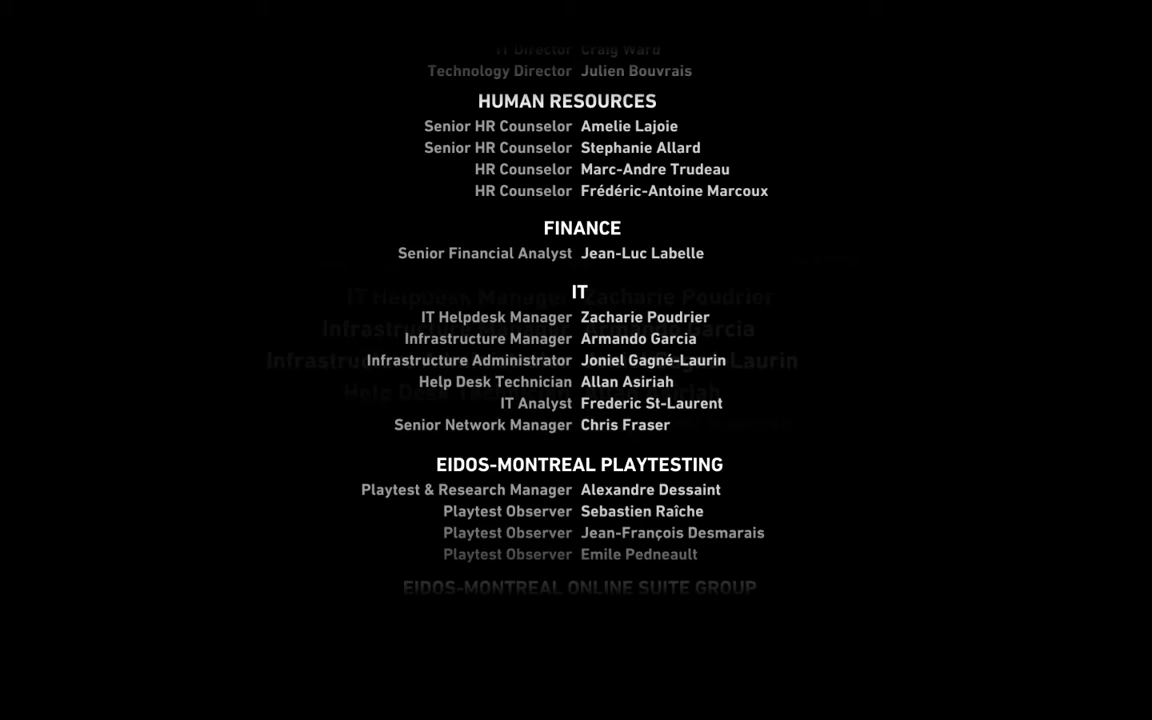 IT Director Craig Ward
Technology Director Julien Bouvrais
HUMAN RESOURCES
Senior HR Counselor Amelie Lajoie
Senior HR Counselor Stephanie Allard
HR Counselor Marc-Andre Trudeau
HR Counselor Frédéric-Antoine Marcoux
FINANCE
Senior Financial Analyst Jean-Luc Labelle
IT
IT Helpdesk Manager Zacharie Poudrier
Infrastructure Manager Armando Garcia
Infrastructure Administrator Joniel Gagné-Laurin
Help Desk Technician Allan Asiriah
IT Analyst Frederic St-Laurent
Senior Network Manager Chris Fraser
EIDOS-MONTREAL PLAYTESTING
Playtest & Research Manager Alexandre Dessaint
Playtest Observer Sebastien Raîche
Playtest Observer Jean-François Desmarais
Playtest Observer Emile Pedneault
EIDOS-MONTREAL ONLINE SUITE GROUP